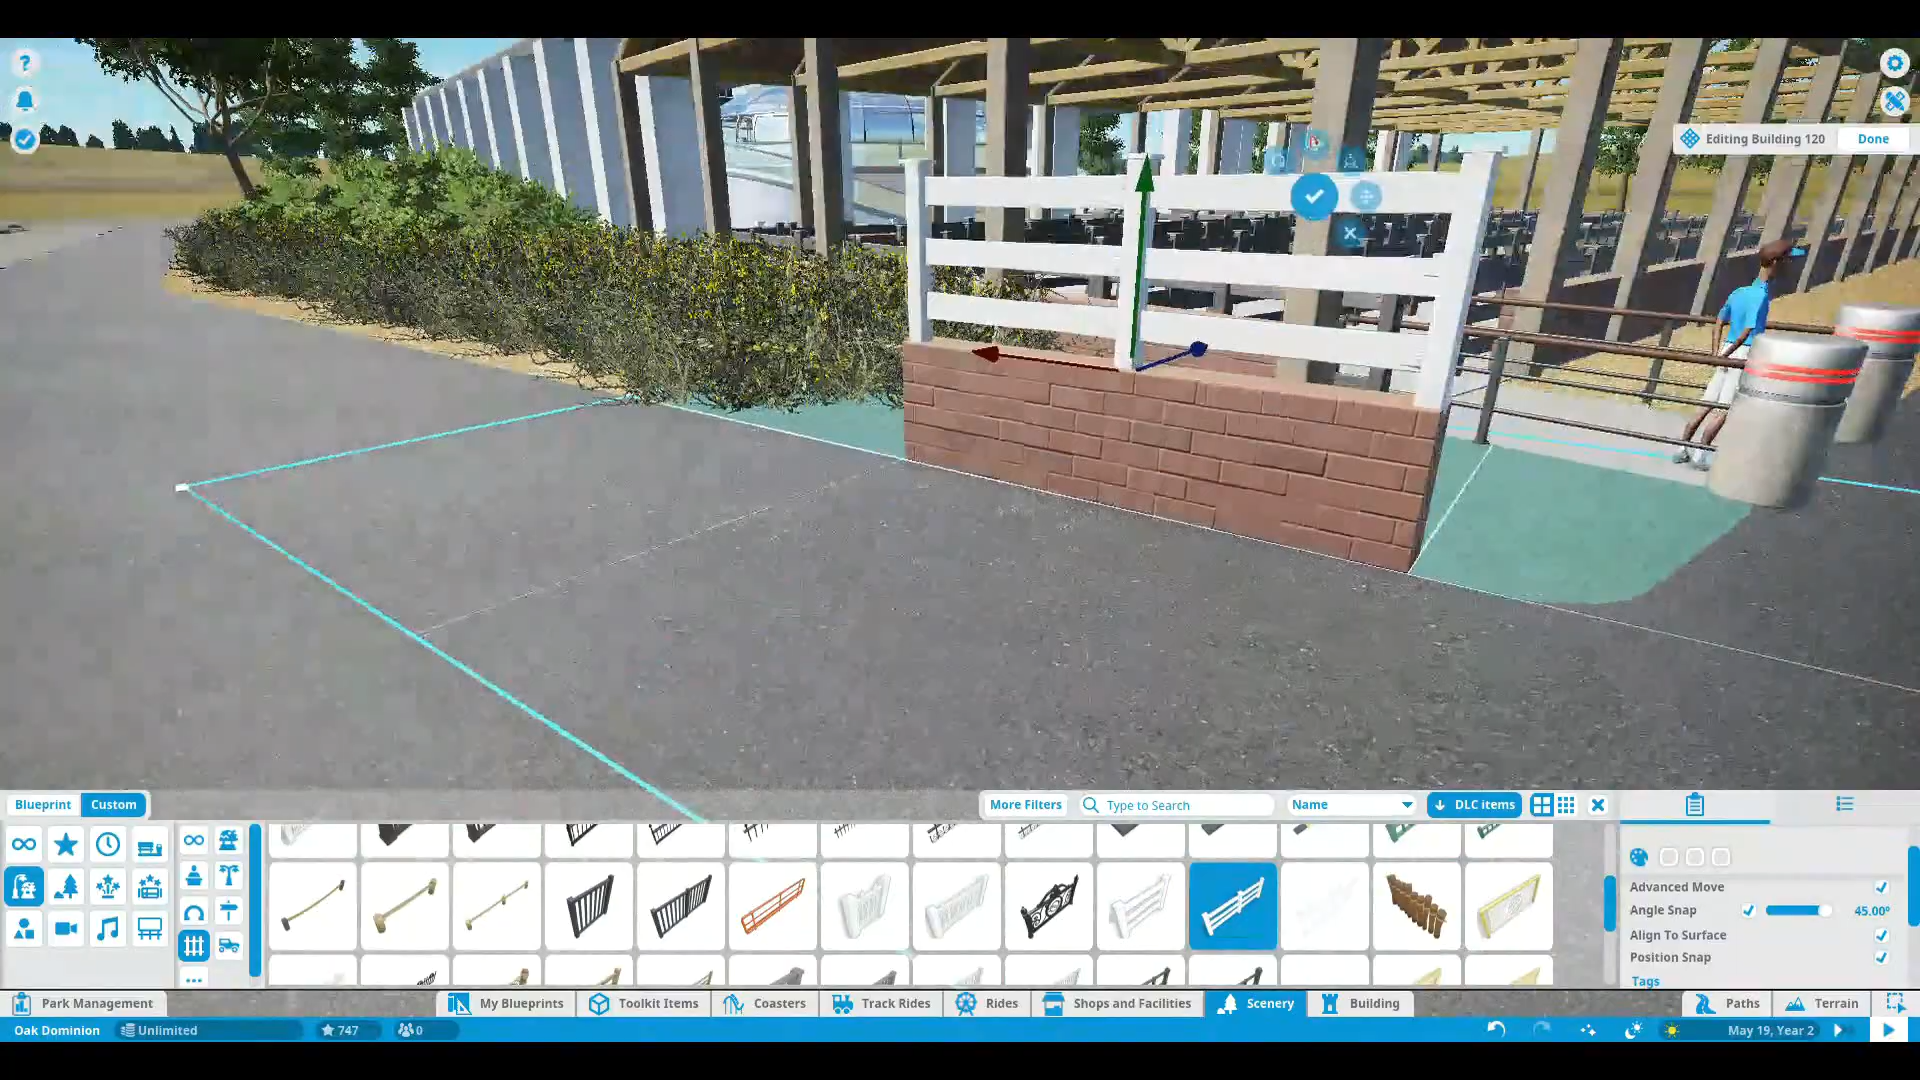 ?
Editing Building 120
Done
Blueprint
Custom
More Filters
Type to Search
Name
DLC items
Advanced Move
Angle Snap
45.00°
Align To Surface
Position Snap
Tags
Park Management
My Blueprints
Toolkit Items
Coasters
Track Rides
Rides
Shops and Facilities
Scenery
Building
Paths
Terrain
Oak Dominion
Unlimited
747
0
May 19, Year 2